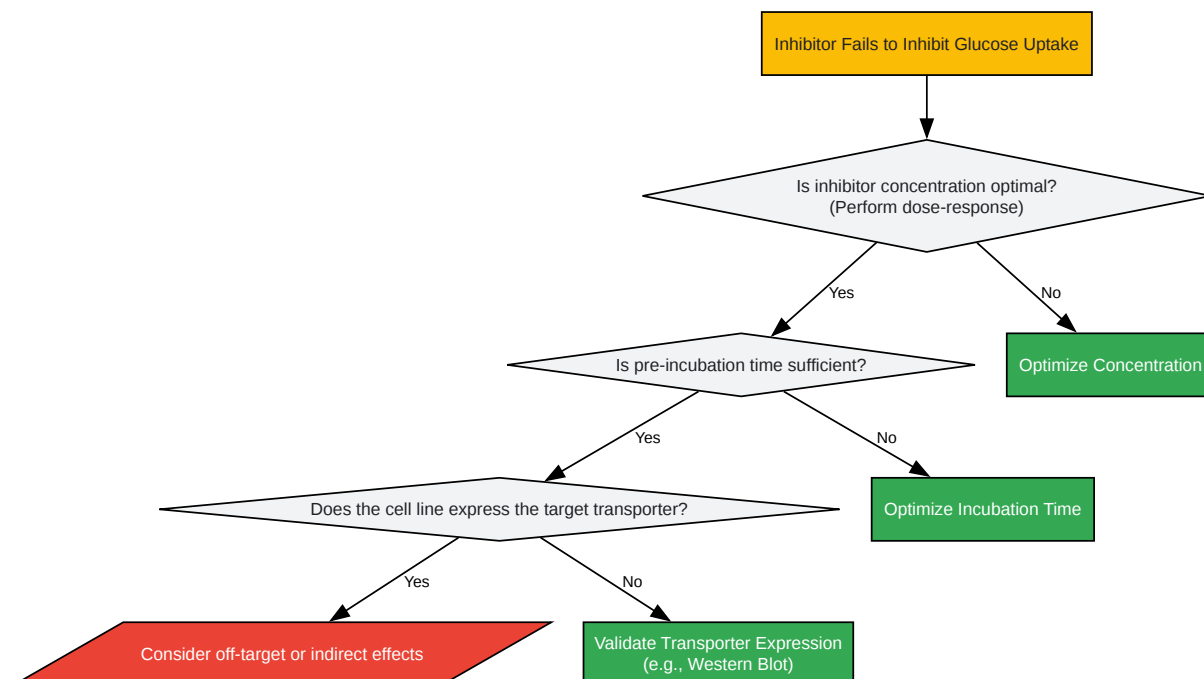 Inhibitor Fails to Inhibit Glucose Uptake
Is inhibitor concentration optimal?
(Perform dose-response)
Yes
No
Is pre-incubation time sufficient?
Optimize Concentration
Yes
No
Does the cell line express the target transporter?
Optimize Incubation Time
Yes
No
Consider off-target or indirect effects
Validate Transporter Expression
(e.g., Western Blot)